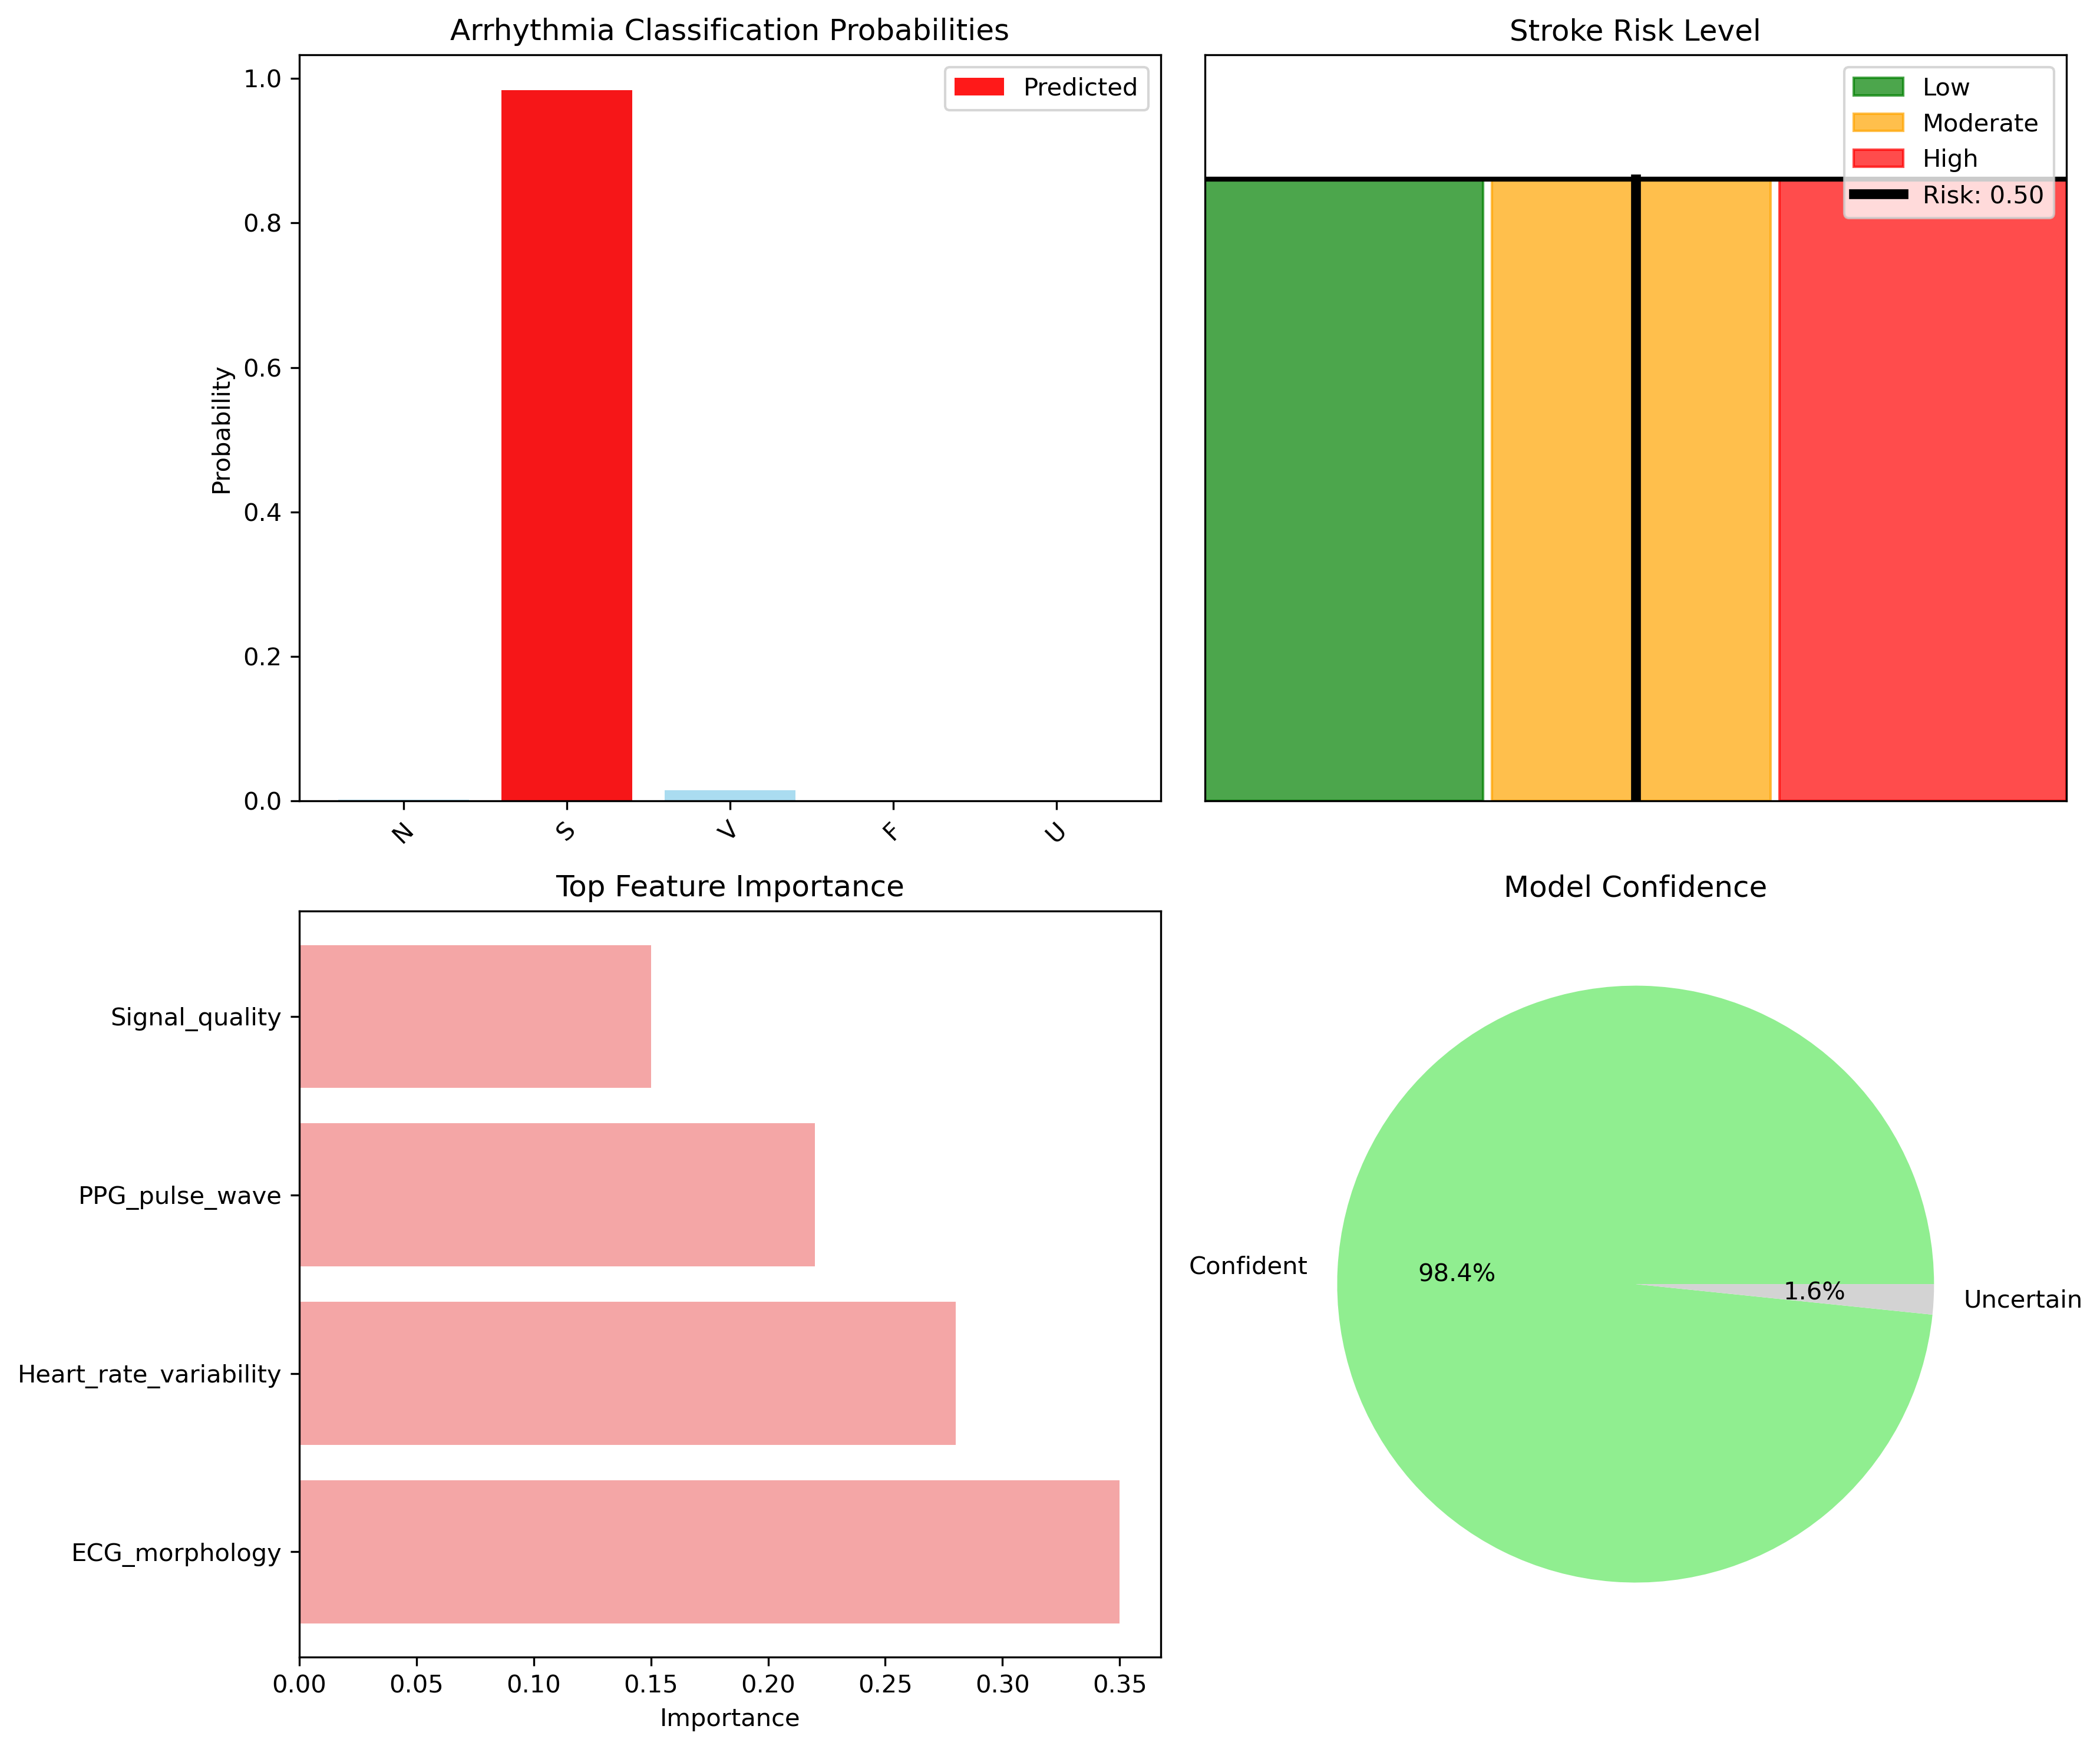 Arrhythmia Classification Probabilities
Probability
1.0
0.8
0.6
0.4
0.2
0.0
N
S
V
F
U
Predicted
Stroke Risk Level
Low
Moderate
High
Risk: 0.50
Top Feature Importance
Signal_quality
PPG_pulse_wave
Heart_rate_variability
ECG_morphology
0.00
0.05
0.10
0.15
0.20
0.25
0.30
0.35
Importance
Model Confidence
Confident
98.4%
1.6%
Uncertain